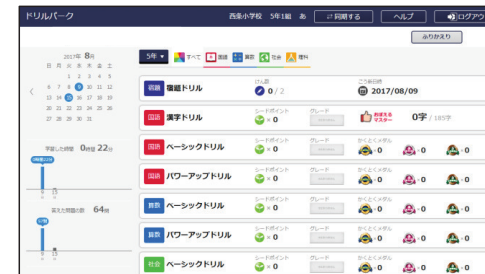 ドリルパーク
西条小学校 5年1組 あ
同期する
ヘルプ
ログアウ
ふりかえり
2017年 8月
日 月 火 水 木 金 土
1 2 3 4 5
6 7 8 9 10 11 12
13 14 15 16 17 18 19
20 21 22 23 24 25 26
27 28 29 30 31
学習した時間 0時間 22分
0時間22分
答えた問題の数 64問
5年 すべて 国語 算数 社会 理科
宿題 宿題ドリル 0 / 2 2017/08/09
国語 漢字ドリル シードポイント × 0 グレード おぼえるマスター 0字 / 185字
国語 ベーシックドリル シードポイント × 0 グレード かくとくメダル ×0 ×0 ×0
国語 パワーアップドリル シードポイント × 0 グレード かくとくメダル ×0 ×0 ×0
算数 ベーシックドリル シードポイント × 0 グレード かくとくメダル ×0 ×0 ×0
算数 パワーアップドリル シードポイント × 0 グレード かくとくメダル ×0 ×0 ×0
社会 ベーシックドリル シードポイント × 0 グレード かくとくメダル ×0 ×0 ×0